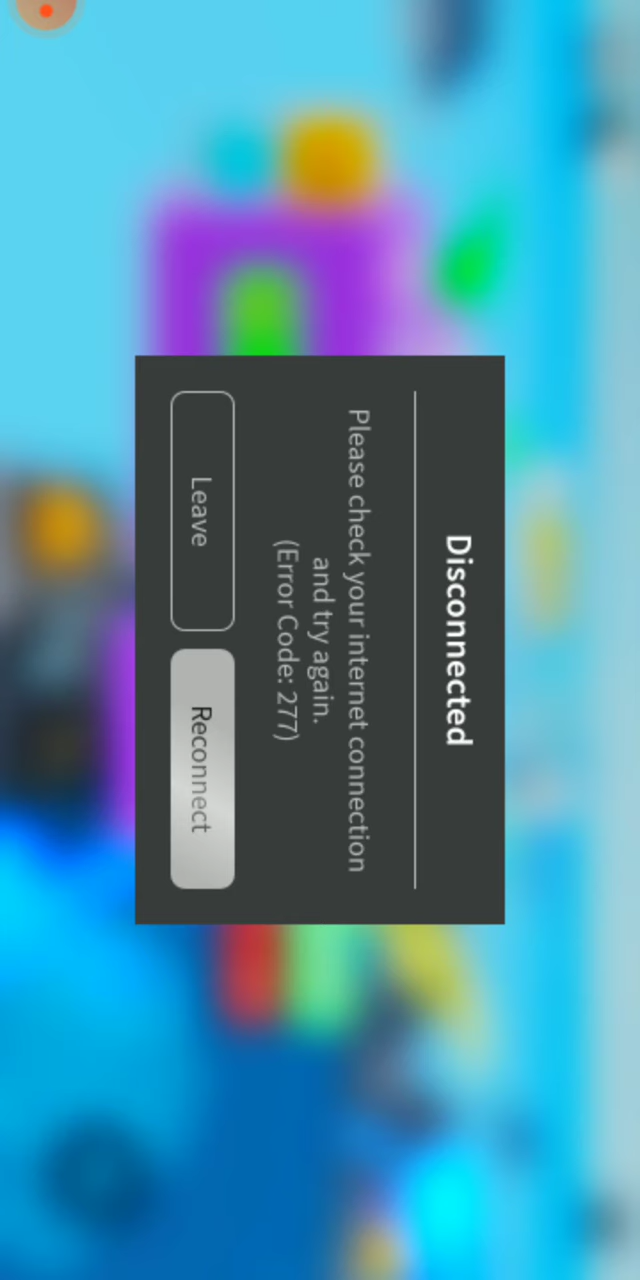 Disconnected
Please check your internet connection
and try again.
(Error Code: 277)
Leave
Reconnect